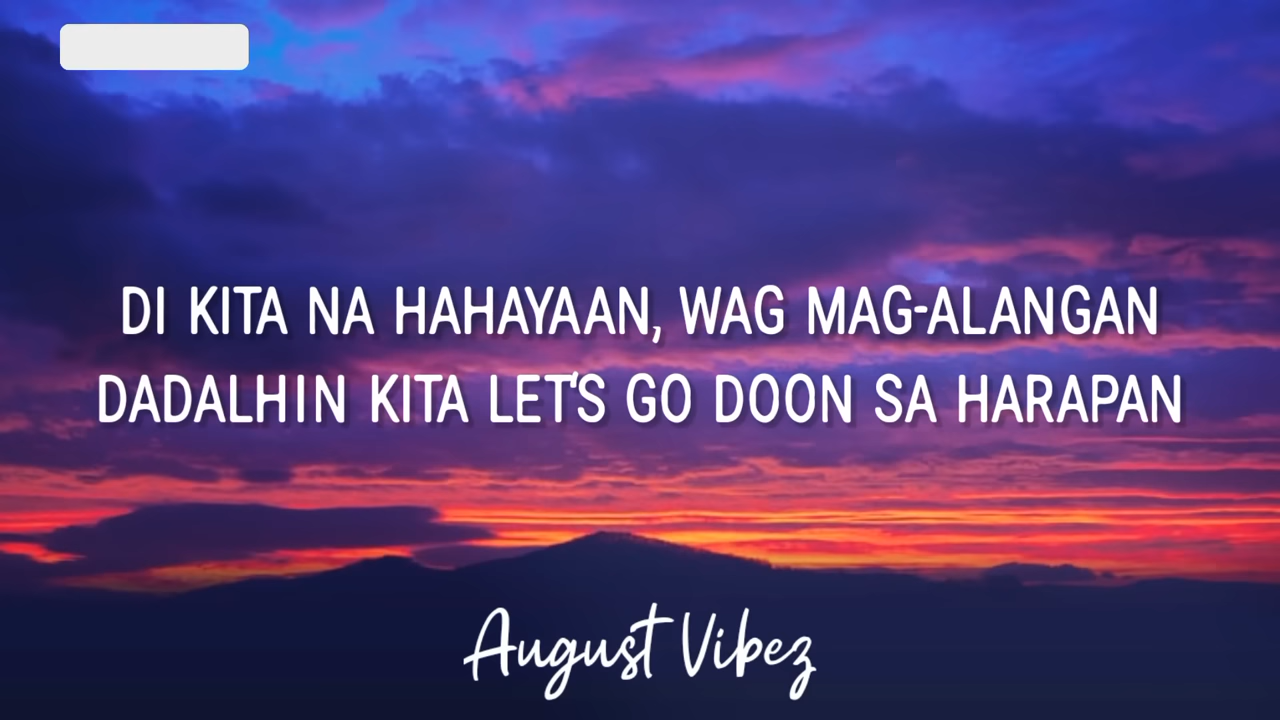 DI KITA NA HAHAYAAN, WAG MAG-ALANGAN
DADALHIN KITA LET'S GO DOON SA HARAPAN
August Vibez